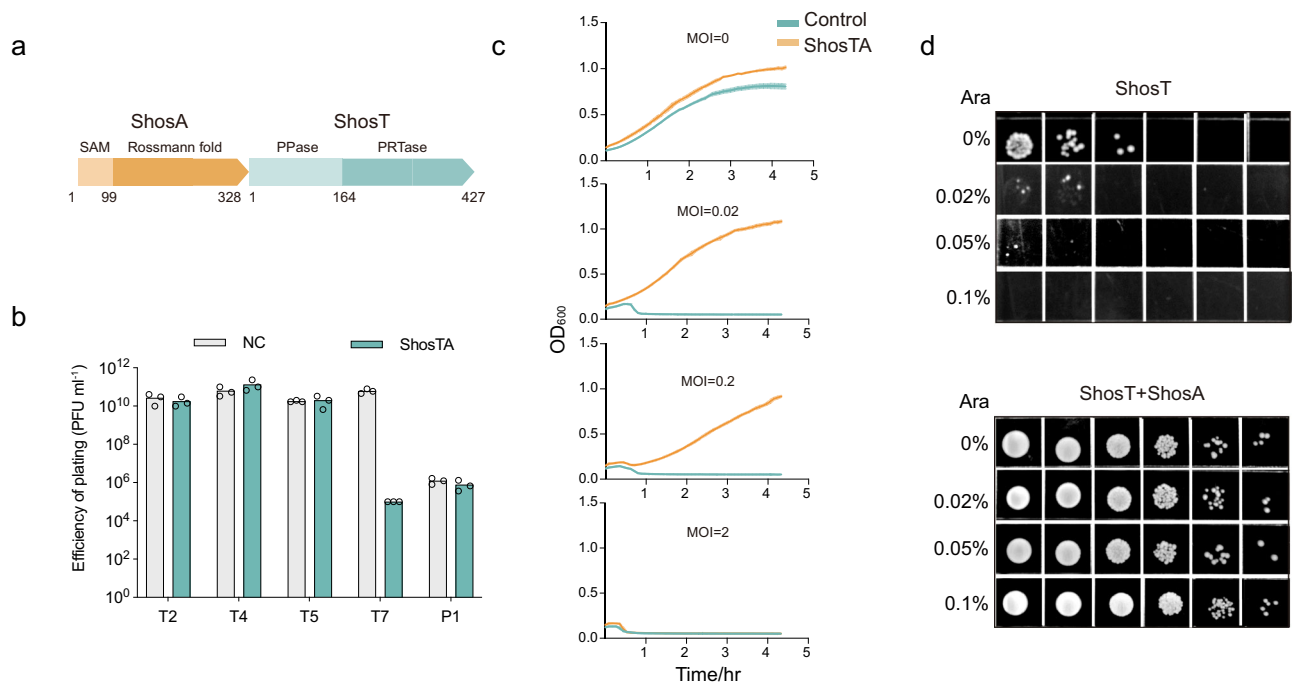 a
ShosA
ShosT
SAM
Rossmann fold
PPase
PRTase
1
99
328
1
164
427
b
NC
ShosTA
Efficiency of plating (PFU ml⁻¹)
10¹²
10¹⁰
10⁸
10⁶
10⁴
10²
10⁰
T2
T4
T5
T7
P1
c
Control
ShosTA
OD₆₀₀
MOI=0
1.5
1.0
0.5
0.0
1
2
3
4
5
MOI=0.02
1.5
1.0
0.5
0.0
1
2
3
4
5
MOI=0.2
1.5
1.0
0.5
0.0
1
2
3
4
5
MOI=2
1.5
1.0
0.5
0.0
1
2
3
4
5
Time/hr
d
Ara
ShosT
0%
0.02%
0.05%
0.1%
Ara
ShosT+ShosA
0%
0.02%
0.05%
0.1%